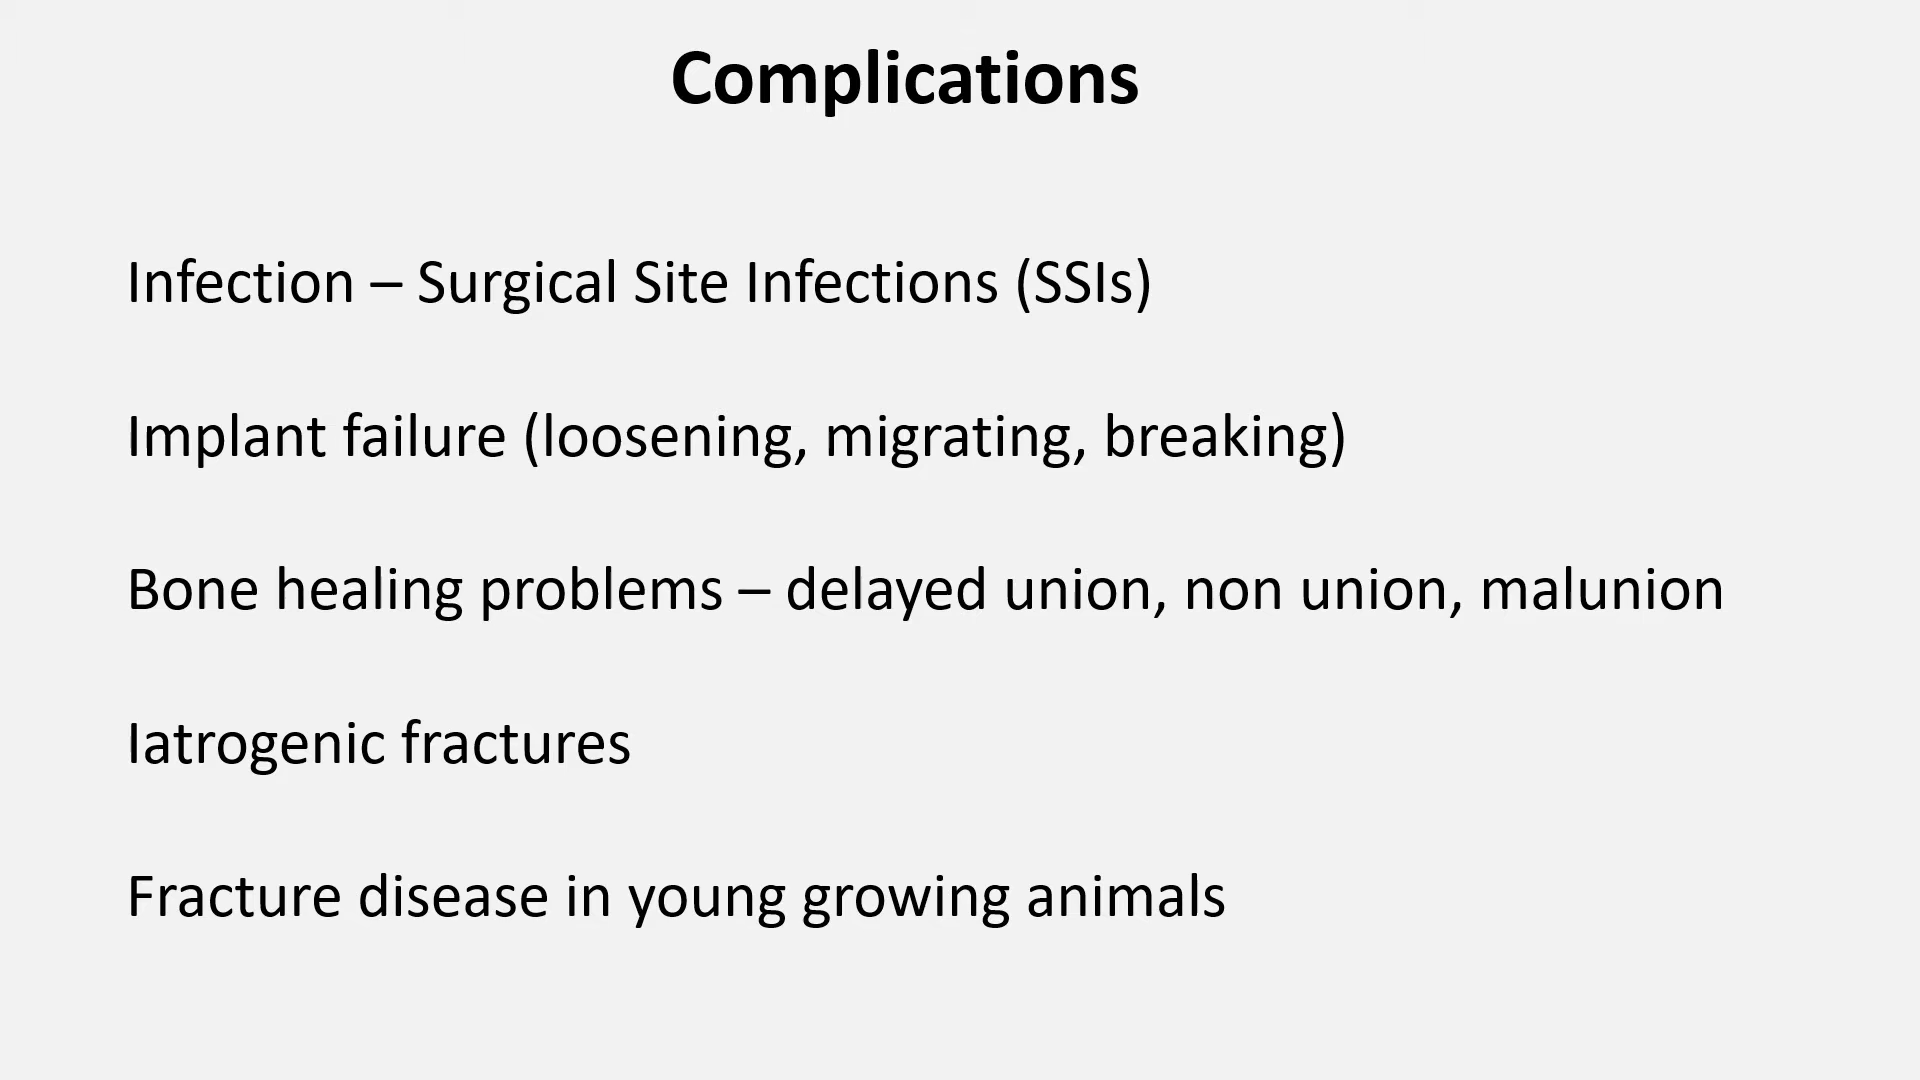 Complications
Infection – Surgical Site Infections (SSIs)
Implant failure (loosening, migrating, breaking)
Bone healing problems – delayed union, non union, malunion
Iatrogenic fractures
Fracture disease in young growing animals